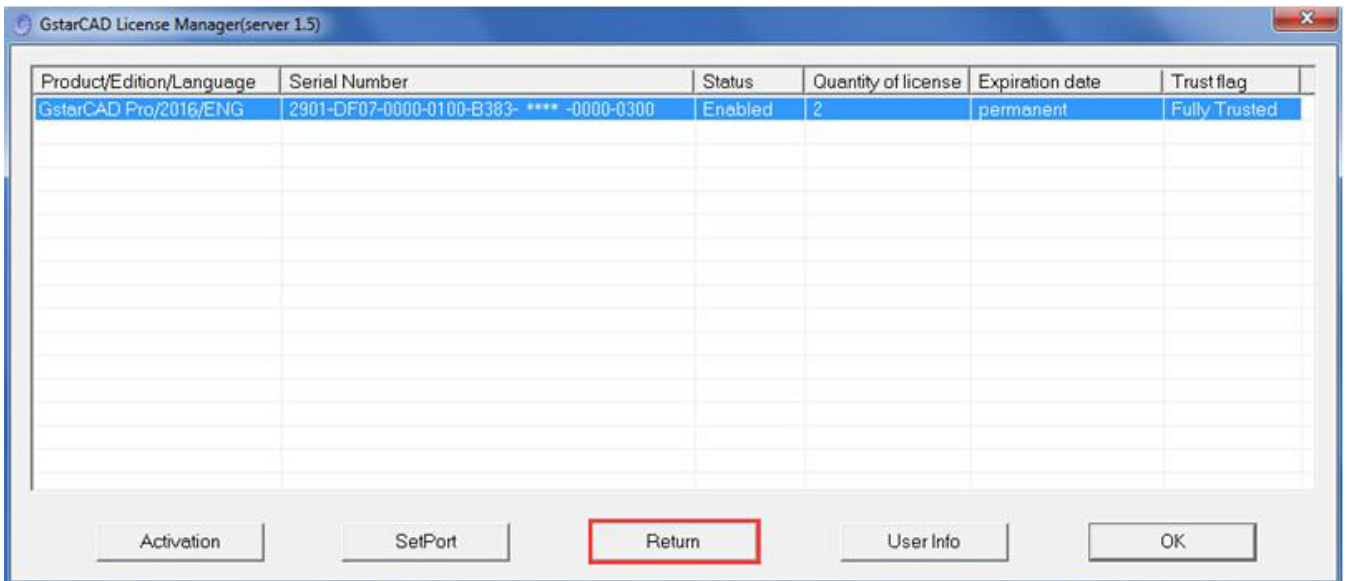 GstarCAD License Manager(server 1.5)
Product/Edition/Language Serial Number Status Quantity of license Expiration date Trust flag
GstarCAD Pro/2016/ENG 2901-DF07-0000-0100-B383- **** -0000-0300 Enabled 2 permanent Fully Trusted
Activation SetPort Return User Info OK